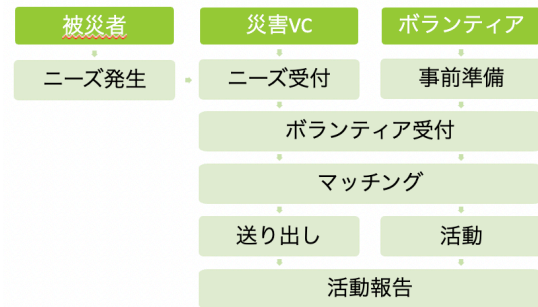 被災者 災害VC ボランティア
ニーズ発生 ニーズ受付 事前準備
ボランティア受付
マッチング
送り出し 活動
活動報告